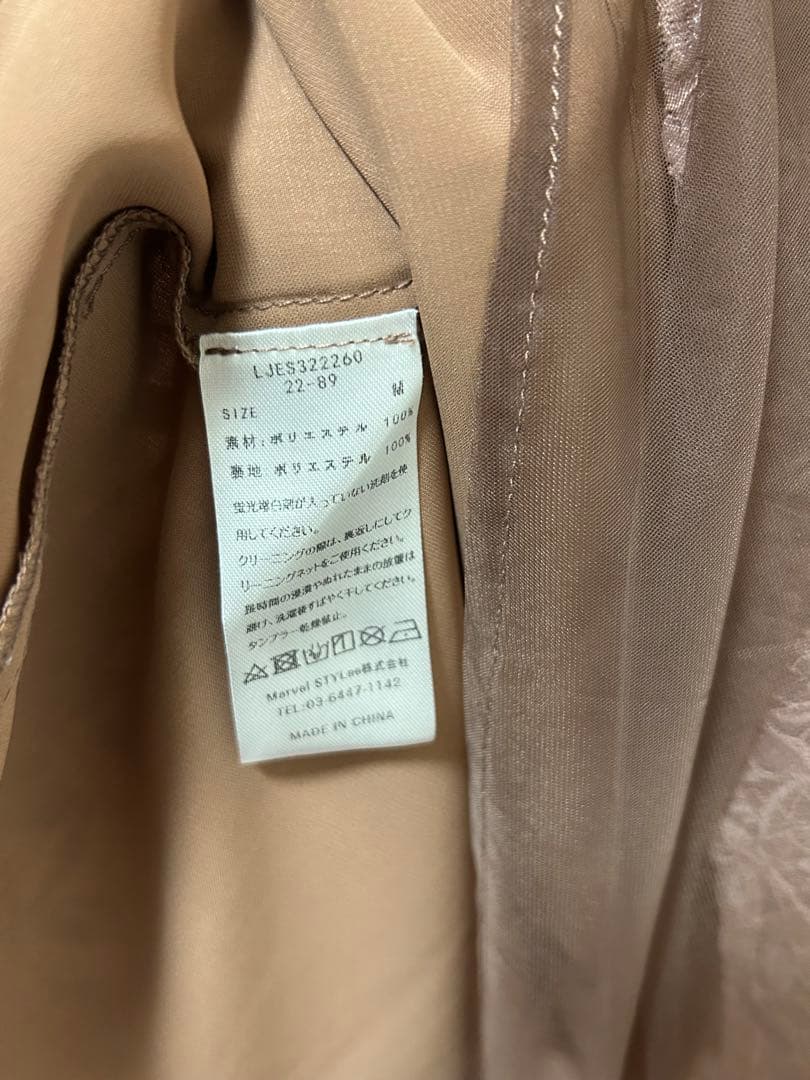 LJES322260
22-89
SIZE
素材:ポリエステル 100%
裏地 ポリエステル 100%
蛍光増白剤が入っていない洗剤を使
用してください。
クリーニングの際は、裏返しにしてク
リーニングネットをご使用ください。
長時間の浸漬やぬれたままの放置は
避け、洗濯後すばやく干してください。
タンブラー乾燥禁止。
Marvel STYLes株式会社
TEL:03-6447-1142
MADE IN CHINA